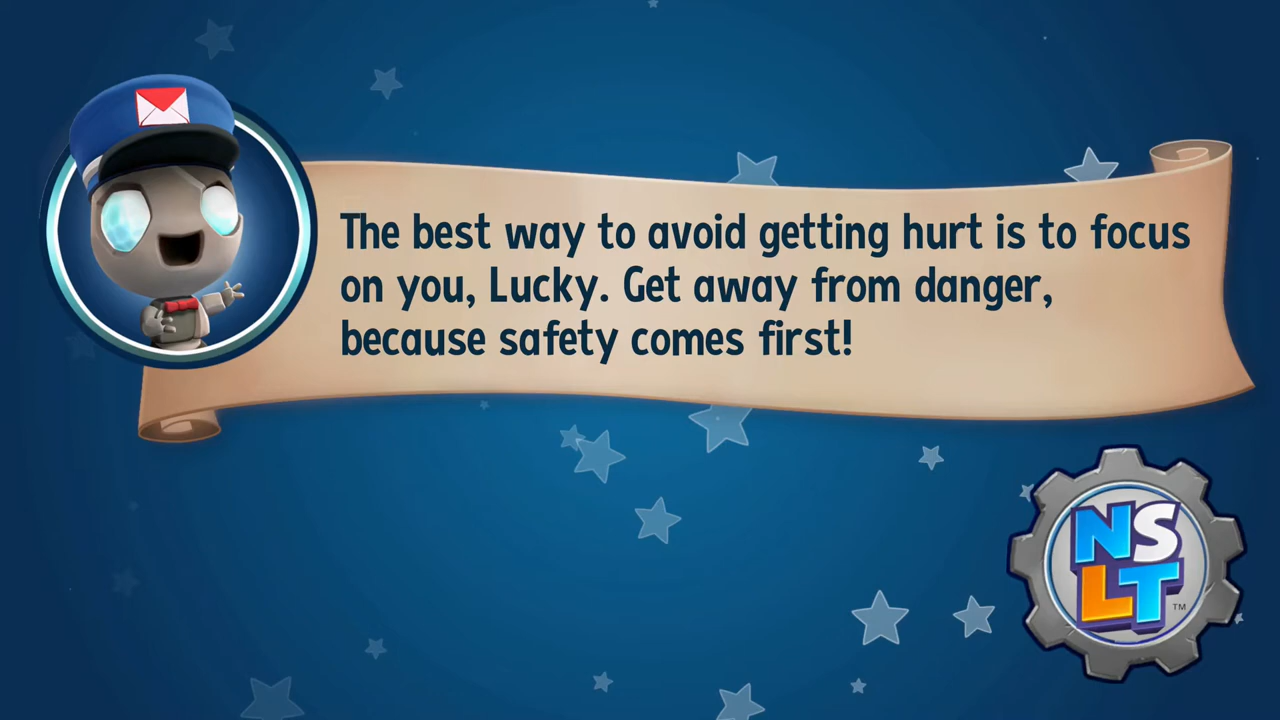 The best way to avoid getting hurt is to focus
on you, Lucky. Get away from danger,
because safety comes first!
NS
LT
TM